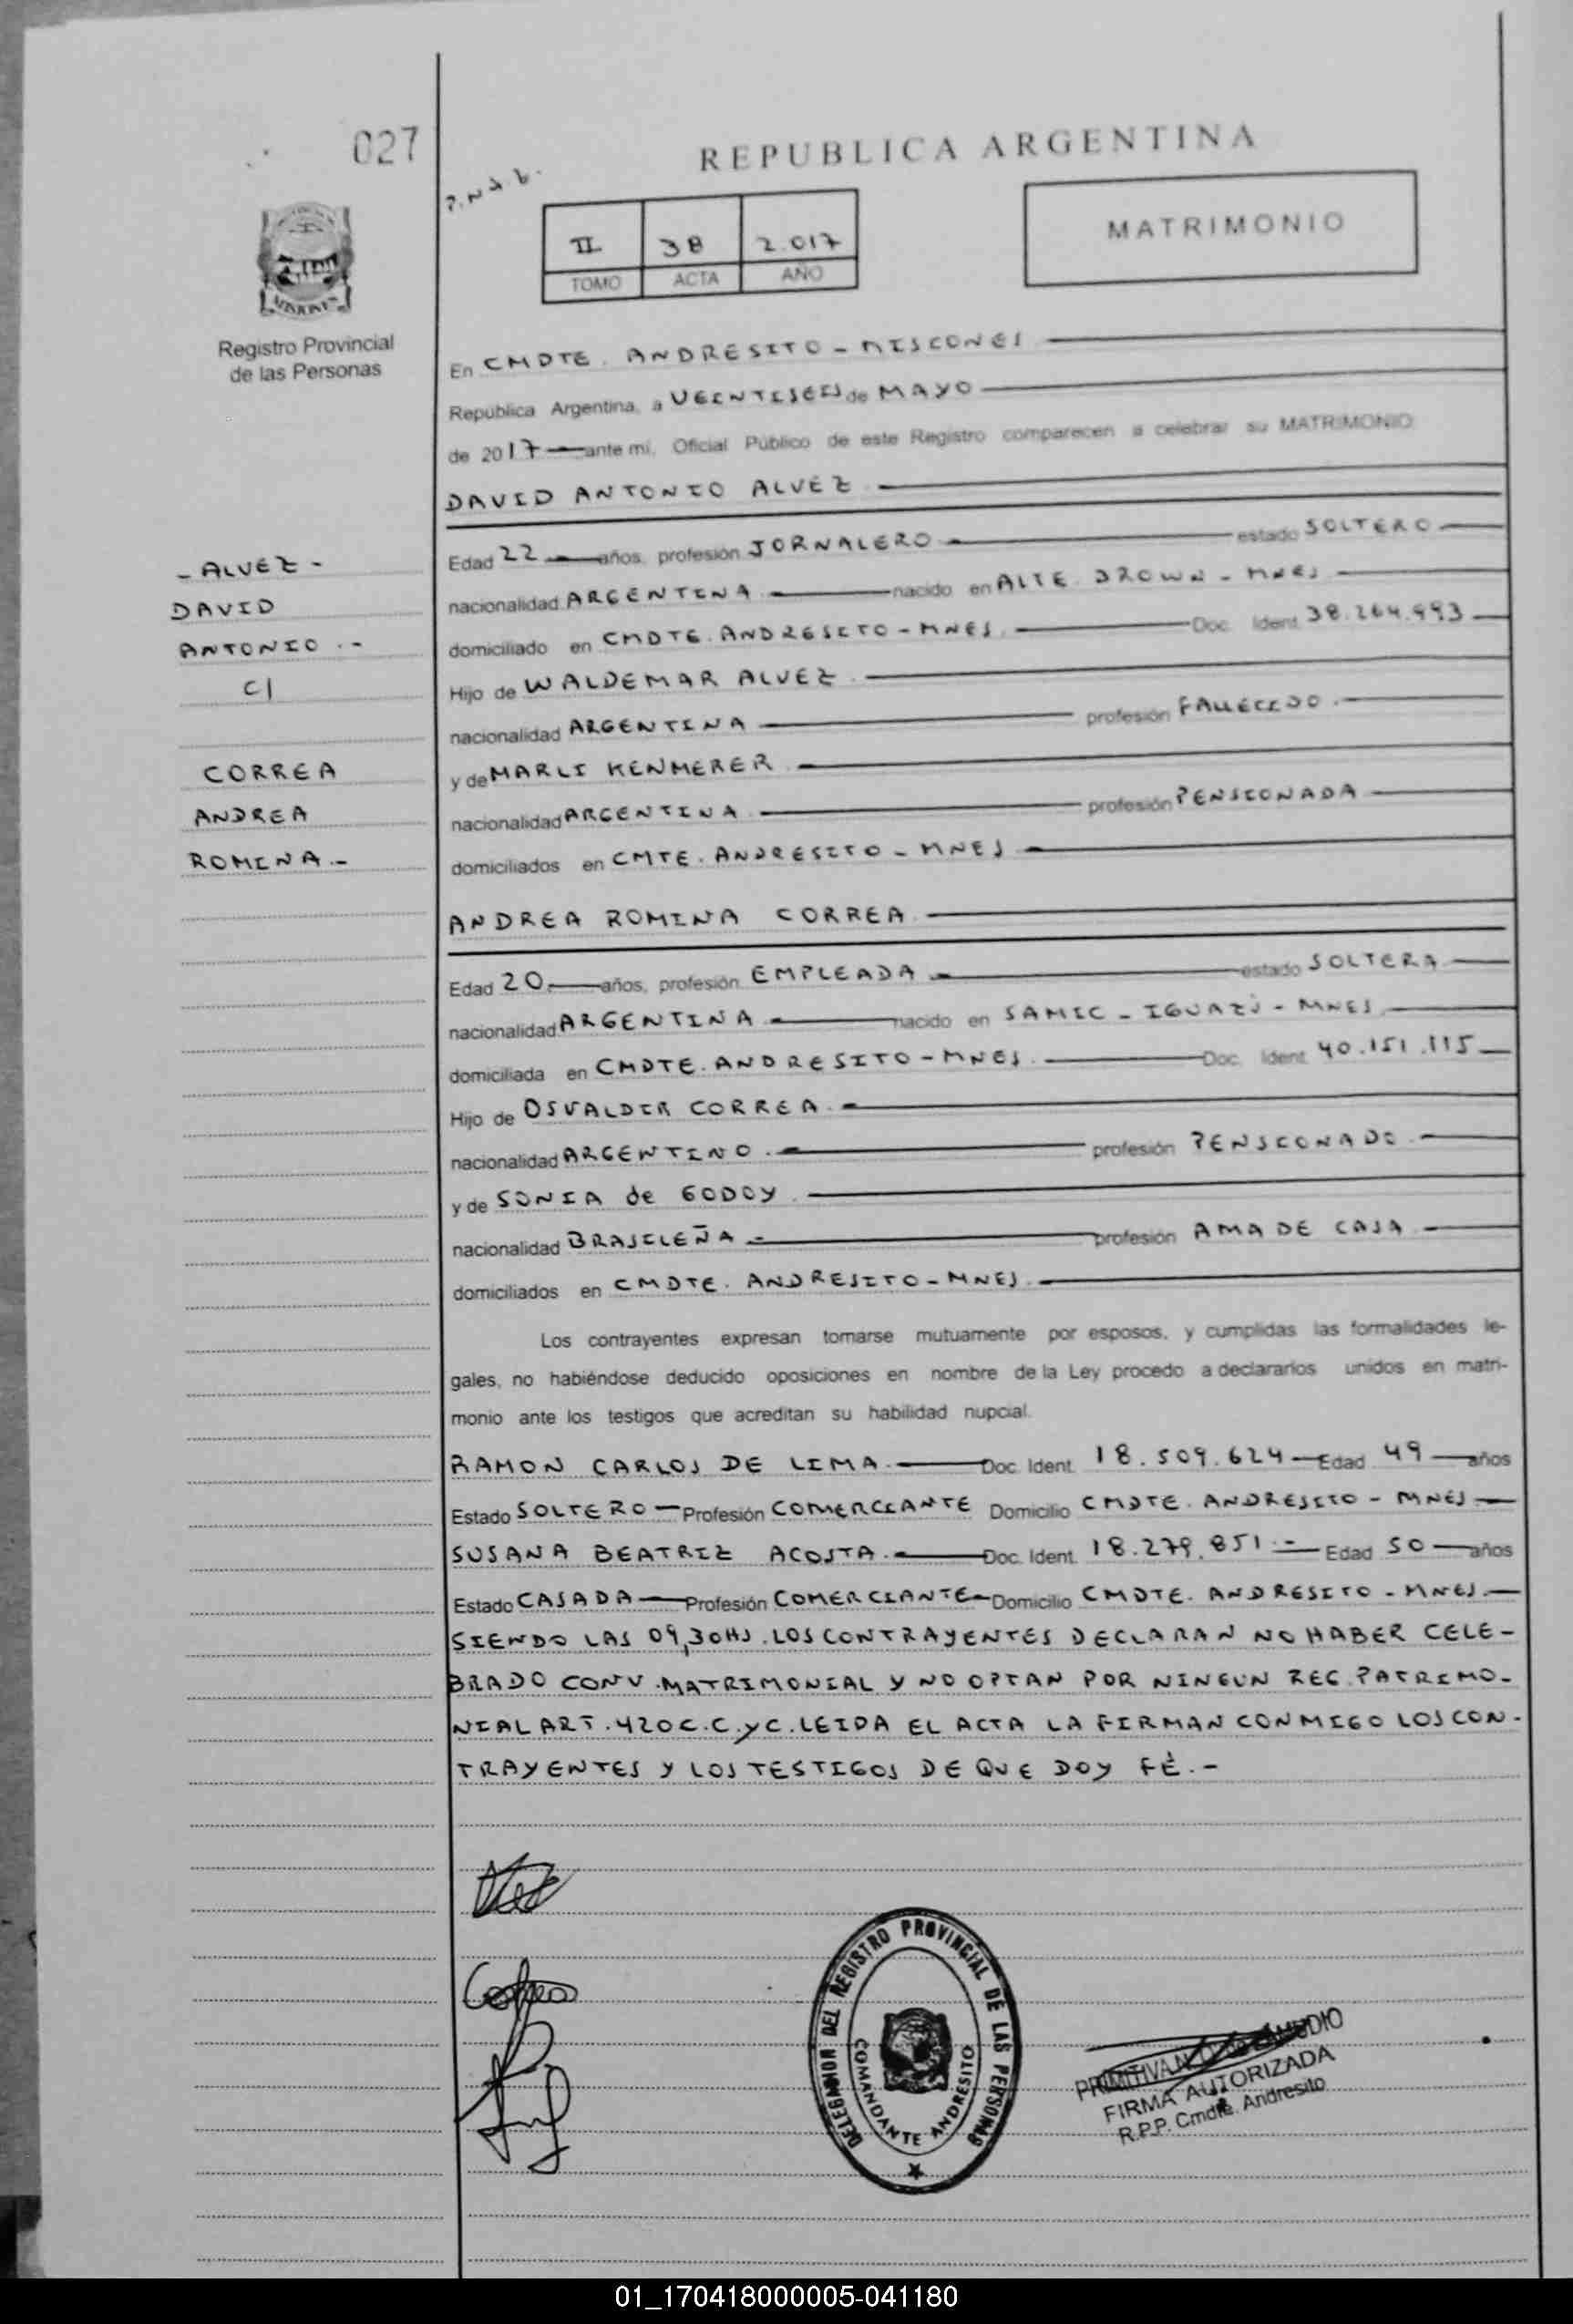 027
REPUBLICA ARGENTINA
II 38 2.017
TOMO ACTA AÑO
MATRIMONIO
MISIONES
Registro Provincial
de las Personas
En CMDTE. ANDRESITO - MISIONES
República Argentina, a VEINTISEIS de MAYO
de 2017 ante mí, Oficial Público de este Registro comparecen a celebrar su MATRIMONIO
DAVID ANTONIO ALVEZ
- ALVEZ -
DAVID
ANTONIO.-
C/
CORREA
ANDREA
ROMINA.-
Edad 22 años, profesión JORNALERO estado SOLTERO
nacionalidad ARGENTINA nacido en ALTE. BROWN - MNES
domiciliado en CMDTE. ANDRESITO - MNES. Doc. Ident. 38.264.993
Hijo de WALDEMAR ALVEZ.
nacionalidad ARGENTINA profesión FALLECIDO.
y de MARLI KENMERER
nacionalidad ARGENTINA profesión PENSIONADA
domiciliados en CMTE. ANDRESITO - MNES
ANDREA ROMINA CORREA.
Edad 20. años, profesión EMPLEADA estado SOLTERA
nacionalidad ARGENTINA nacido en SAMIC - IGUAZÚ - MNES
domiciliada en CMDTE. ANDRESITO - MNES. Doc. Ident. 40.151.115
Hijo de OSVALDIR CORREA.
nacionalidad ARGENTINO. profesión PENSIONADO.
y de SONIA de GODOY.
nacionalidad BRASILEÑA profesión AMA DE CASA
domiciliados en CMDTE. ANDRESITO - MNES.
Los contrayentes expresan tomarse mutuamente por esposos, y cumplidas las formalidades le-
gales, no habiéndose deducido oposiciones en nombre de la Ley procedo a declararlos unidos en matri-
monio ante los testigos que acreditan su habilidad nupcial.
RAMON CARLOS DE LIMA. Doc. Ident. 18.509.624 Edad 49 años
Estado SOLTERO Profesión COMERCIANTE Domicilio CMDTE. ANDRESITO - MNES
SUSANA BEATRIZ ACOSTA. Doc. Ident. 18.279.851.- Edad 50 años
Estado CASADA Profesión COMERCIANTE Domicilio CMDTE. ANDRESITO - MNES.
SIENDO LAS 09,30HS. LOS CONTRAYENTES DECLARAN NO HABER CELE-
BRADO CONV. MATRIMONIAL Y NO OPTAN POR NINGUN REG. PATRIMO-
NIAL ART. 420 C.C.yC. LEIDA EL ACTA LA FIRMAN CONMIGO LOS CON-
TRAYENTES Y LOS TESTIGOS DE QUE DOY FÉ.-
DELEGACION DEL REGISTRO PROVINCIAL DE LAS PERSONAS
COMANDANTE ANDRESITO
FIRMA AUTORIZADA
R.P.P. Cmdte. Andresito
01_170418000005-041180